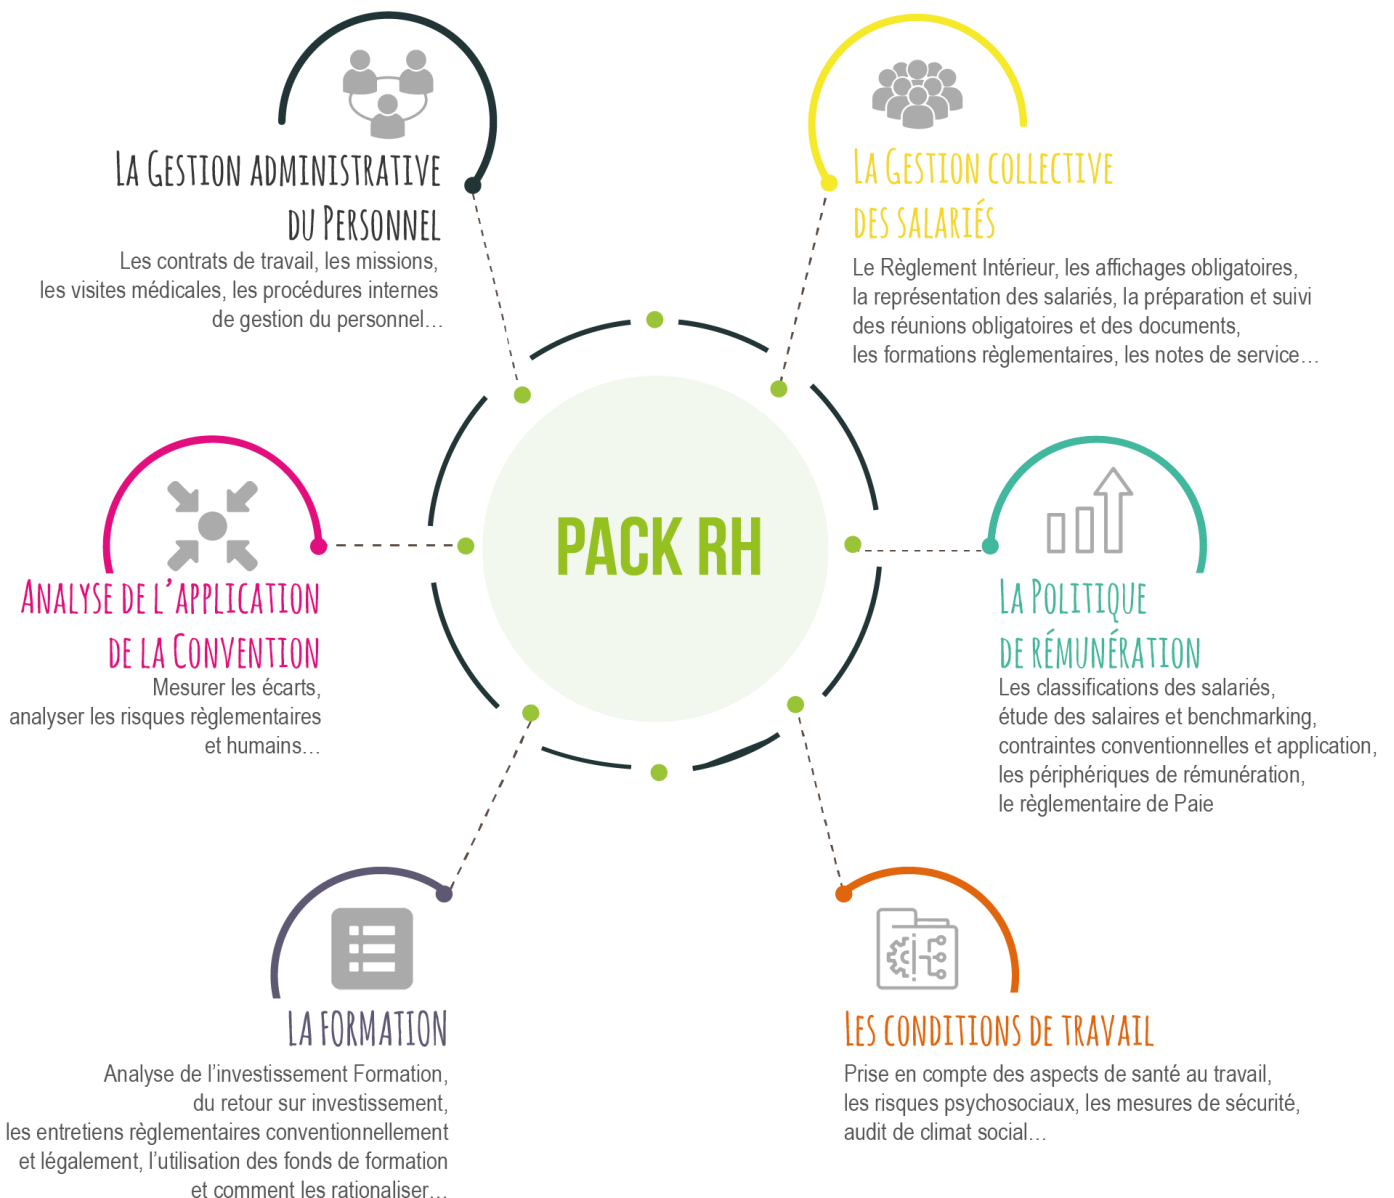 La Gestion administrative
du Personnel
Les contrats de travail, les missions,
les visites médicales, les procédures internes
de gestion du personnel…
La Gestion collective
des salariés
Le Règlement Intérieur, les affichages obligatoires,
la représentation des salariés, la préparation et suivi
des réunions obligatoires et des documents,
les formations règlementaires, les notes de service…
PACK RH
Analyse de l’application
de la Convention
Mesurer les écarts,
analyser les risques règlementaires
et humains…
La Politique
de rémunération
Les classifications des salariés,
étude des salaires et benchmarking,
contraintes conventionnelles et application,
les périphériques de rémunération,
le règlementaire de Paie
La formation
Analyse de l’investissement Formation,
du retour sur investissement,
les entretiens règlementaires conventionnellement
et légalement, l’utilisation des fonds de formation
et comment les rationaliser…
Les conditions de travail
Prise en compte des aspects de santé au travail,
les risques psychosociaux, les mesures de sécurité,
audit de climat social…